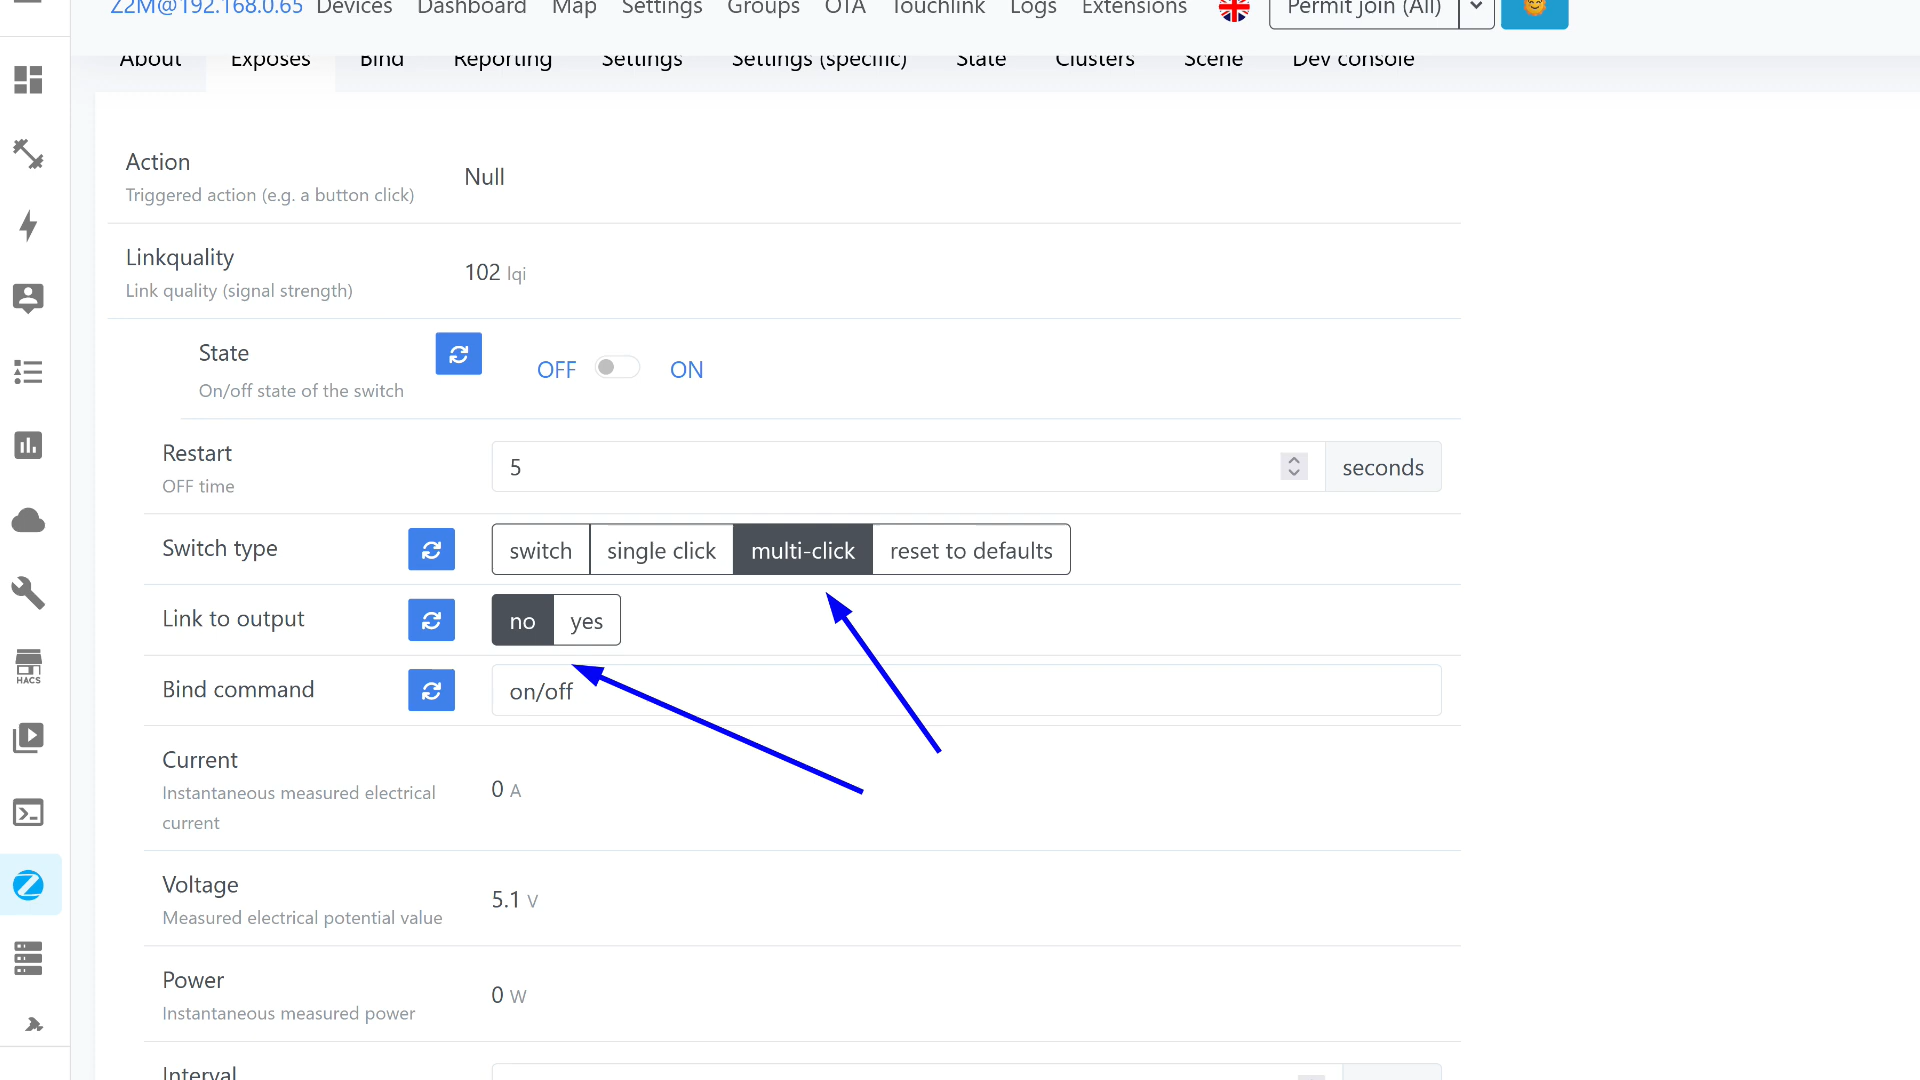 Z2M@192.168.0.65 Devices Dashboard Map Settings Groups OTA Touchlink Logs Extensions Permit join (All)
About Exposes Bind Reporting Settings Settings (specific) State Clusters Scene Dev console
Action
Null
Triggered action (e.g. a button click)
Linkquality
102 lqi
Link quality (signal strength)
State
OFF ON
On/off state of the switch
Restart
5 seconds
OFF time
Switch type switch single click multi-click reset to defaults
Link to output no yes
Bind command on/off
Current
Instantaneous measured electrical
current
0 A
Voltage
5.1 V
Measured electrical potential value
Power
0 W
Instantaneous measured power
Interval
HACS